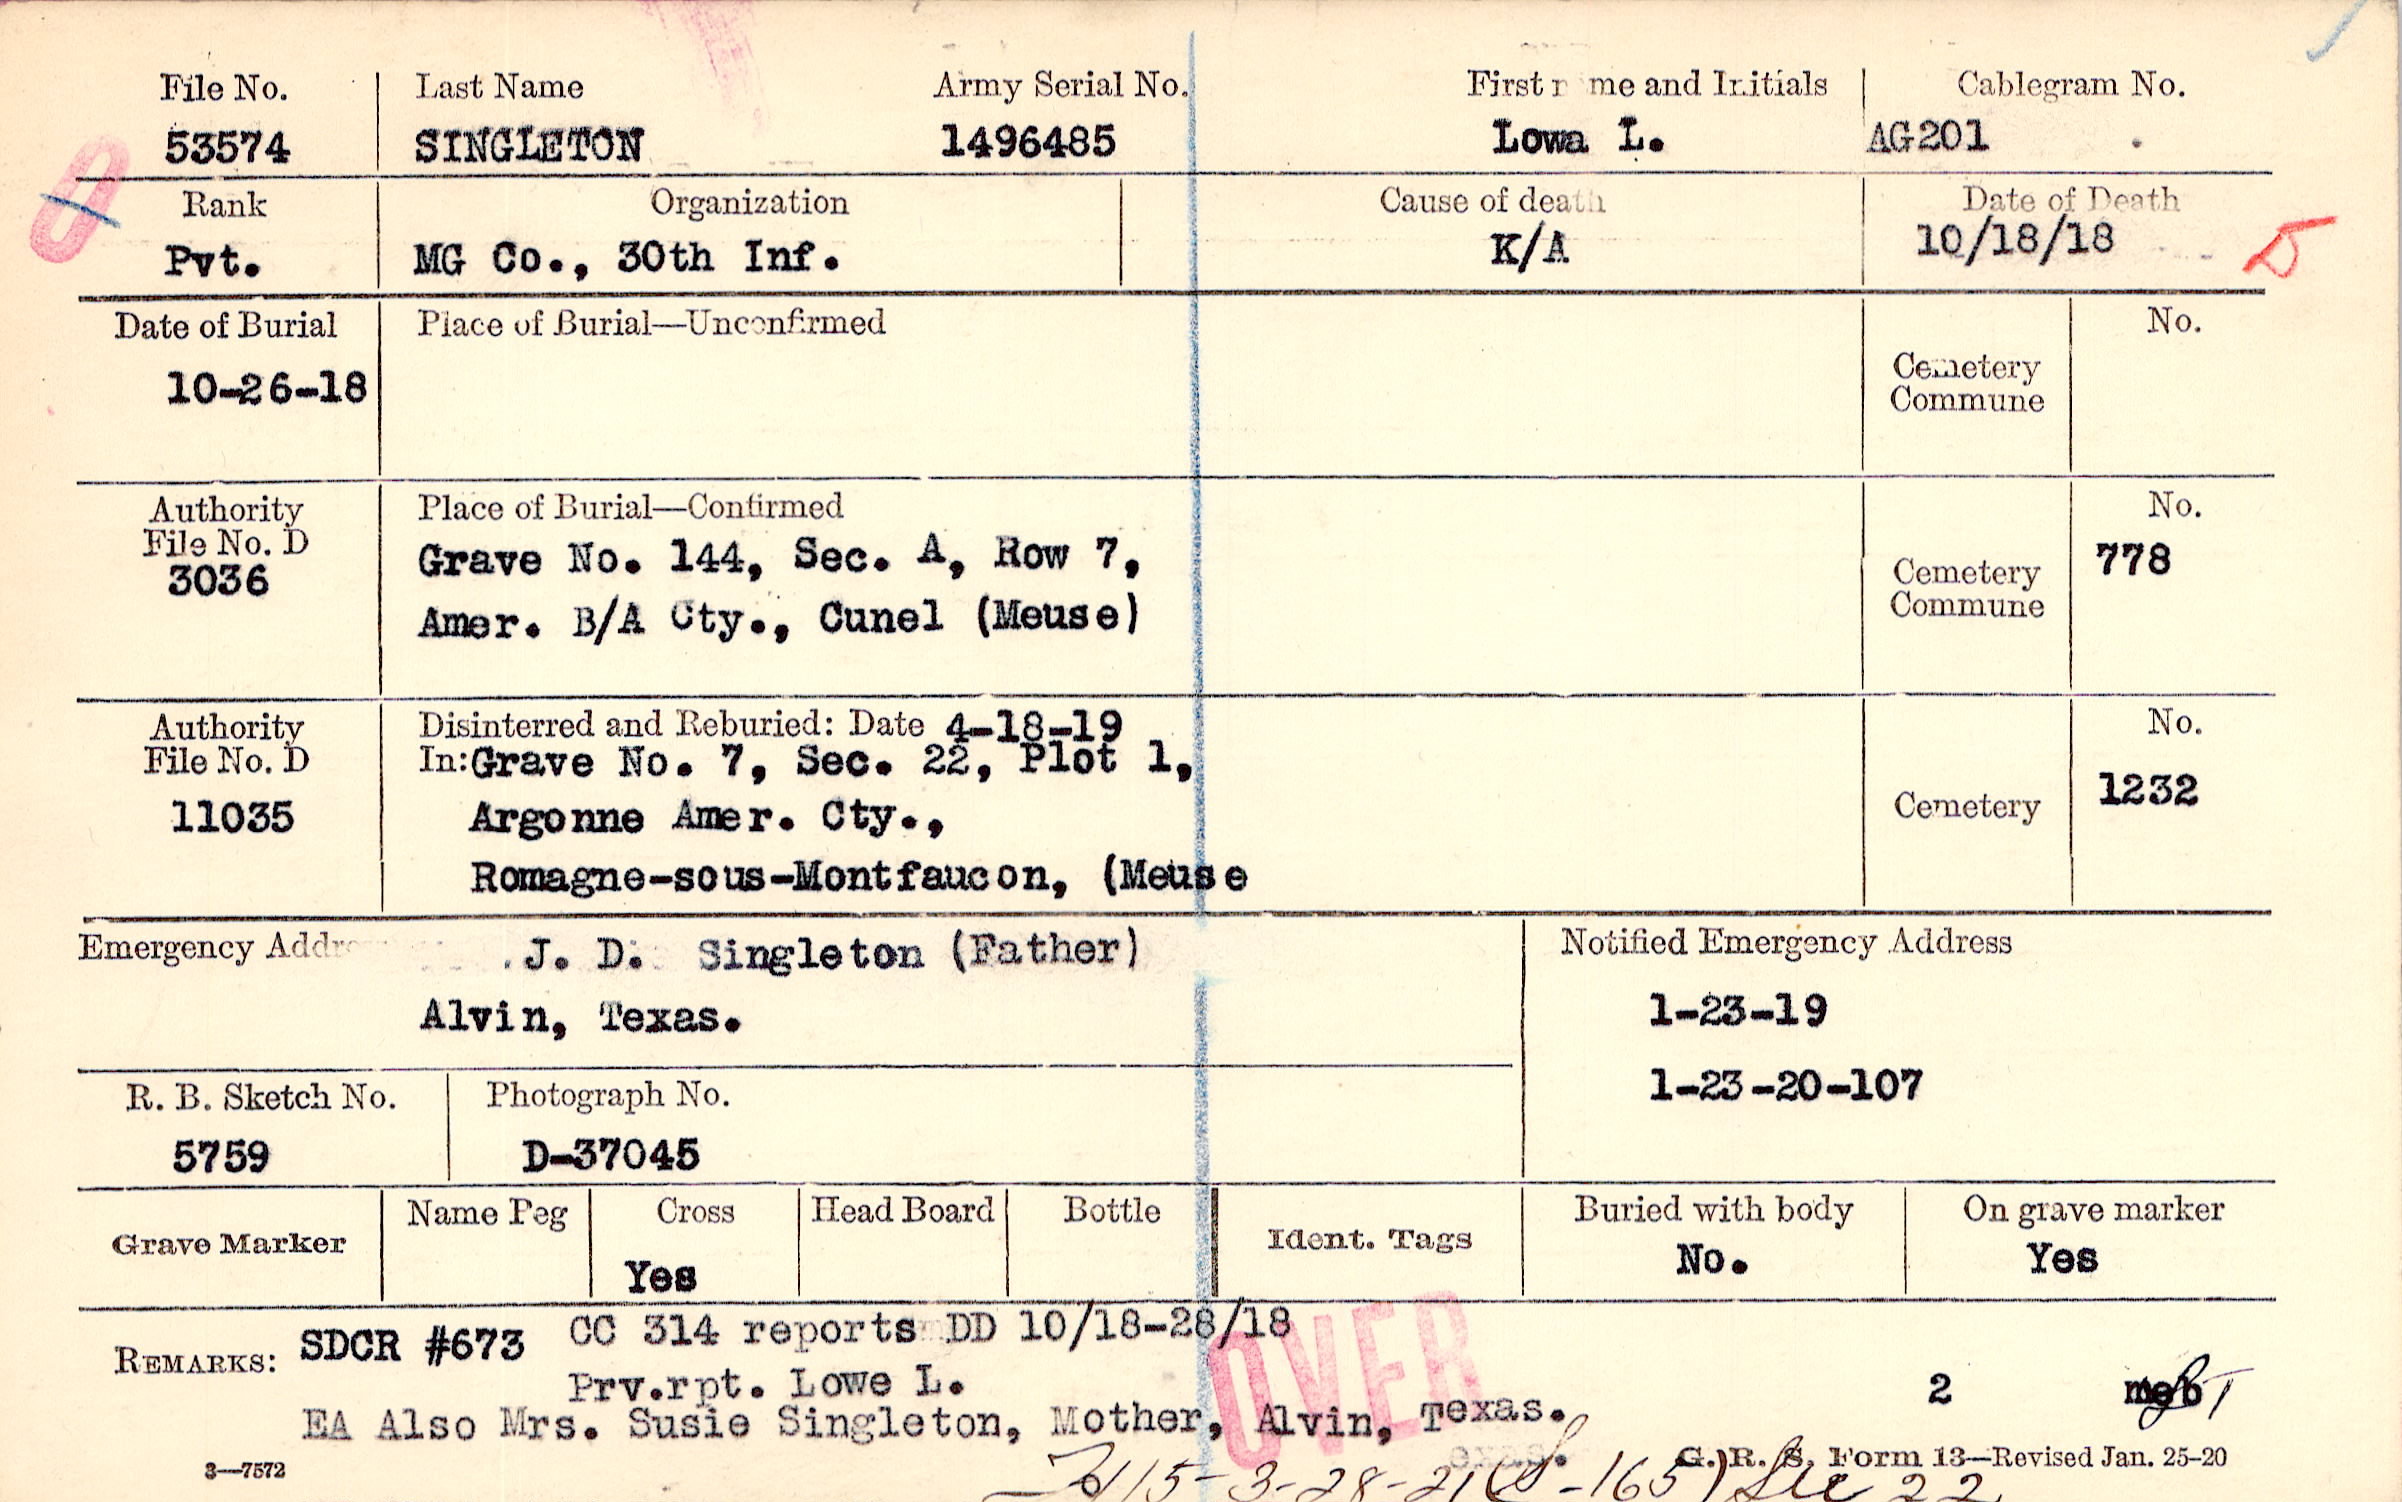 File No. Last Name Army Serial No. First me and Initials Cablegram No.
53574 SINGLETON 1496485 Lowa L. AG201
Rank Organization Cause of death Date of Death
Pvt. MG Co., 30th Inf. K/A 10/18/18
Date of Burial Place of Burial—Unconfirmed No.
10-26-18
Cemetery
Commune
Authority Place of Burial—Confirmed No.
File No. D
3036
Grave No. 144, Sec. A, Row 7,
Amer. B/A Cty., Cunel (Meuse)
Cemetery
Commune
778
Authority Disinterred and Reburied: Date 4-18-19 No.
File No. D In: Grave No. 7, Sec. 22, Plot 1,
11035 Argonne Amer. Cty., Cemetery 1232
Romagne-sous-Montfaucon, (Meuse
Emergency J. D. Singleton (Father) Notified Emergency Address
Alvin, Texas. 1-23-19
1-23-20-107
R. B. Sketch No. Photograph No.
5759 D-37045
Grave Marker Name Peg Cross Head Board Bottle Ident. Tags Buried with body On grave marker
Yes No. Yes
REMARKS: SDCR #673 CC 314 reports DD 10/18-28/18
Prv.rpt. Lowe L. 2
EA Also Mrs. Susie Singleton, Mother, Alvin, Texas.
OVER
3—7572 G. R. S. Form 13—Revised Jan. 25-20
3-28-21 -165) 22